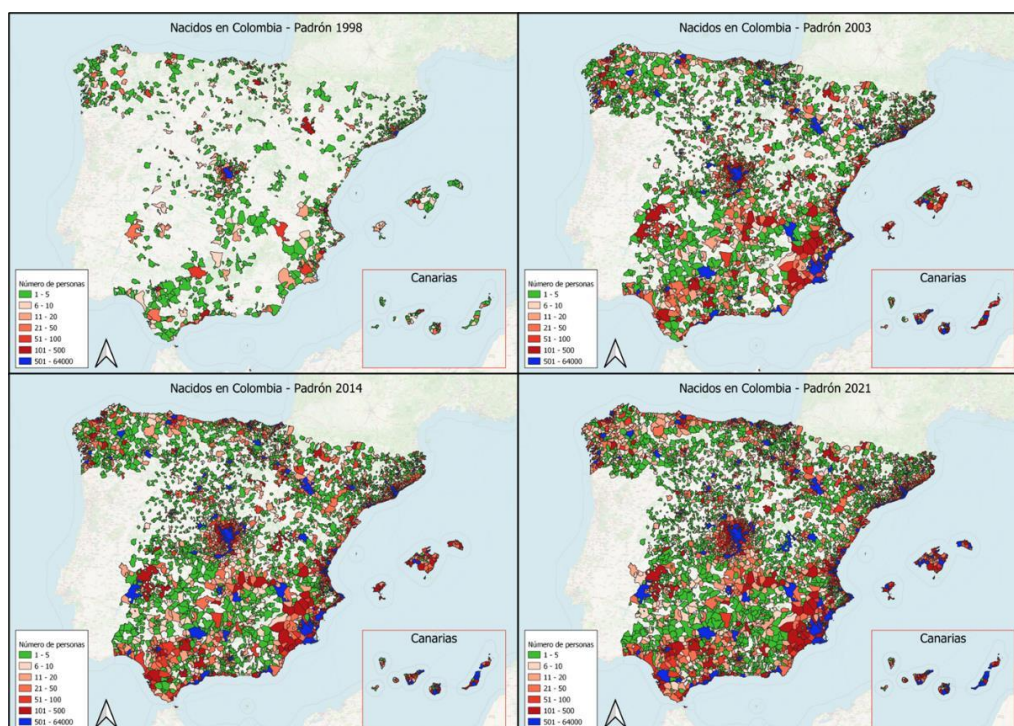 Nacidos en Colombia - Padrón 1998
Número de personas
1 - 5
6 - 10
11 - 20
21 - 50
51 - 100
101 - 500
501 - 64000
Canarias
Nacidos en Colombia - Padrón 2003
Número de personas
1 - 5
6 - 10
11 - 20
21 - 50
51 - 100
101 - 500
501 - 64000
Canarias
Nacidos en Colombia - Padrón 2014
Número de personas
1 - 5
6 - 10
11 - 20
21 - 50
51 - 100
101 - 500
501 - 64000
Canarias
Nacidos en Colombia - Padrón 2021
Número de personas
1 - 5
6 - 10
11 - 20
21 - 50
51 - 100
101 - 500
501 - 64000
Canarias